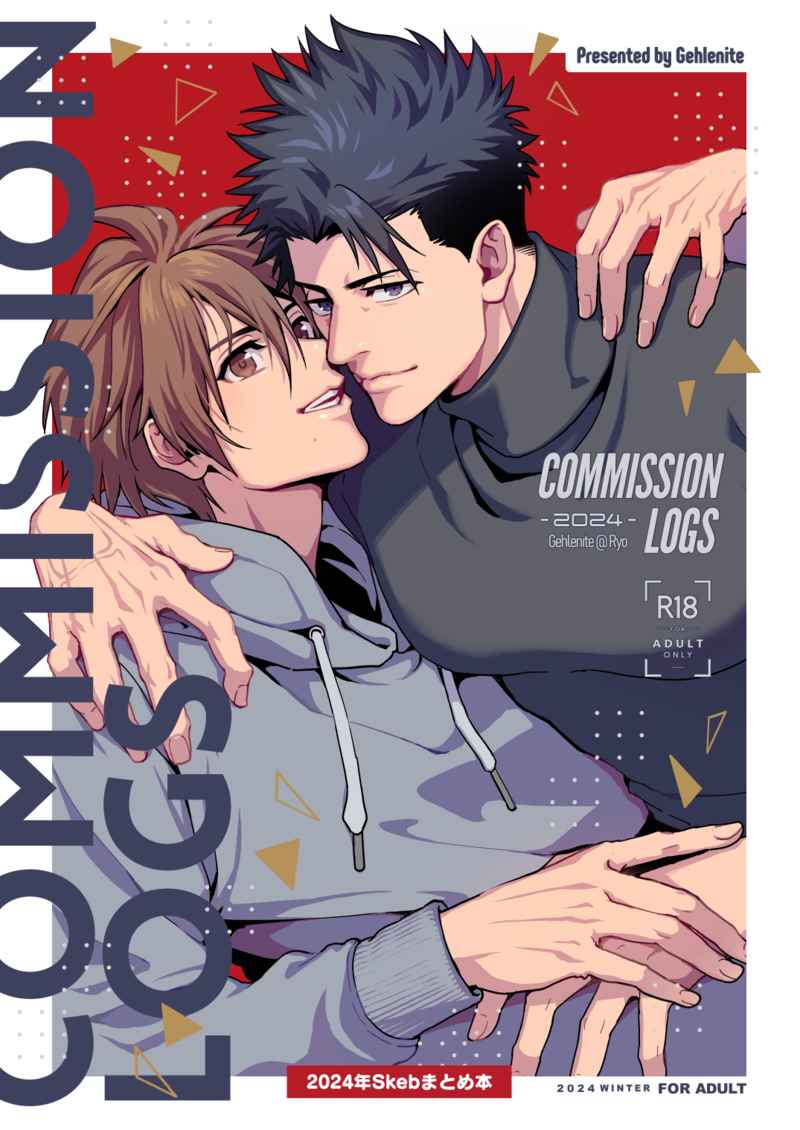 Presented by Gehlenite
COMMISSION
LOGS
COMMISSION
- 2024 - LOGS
Gehlenite @ Ryo
R18
FOR
ADULT
ONLY
2024年Skebまとめ本
2024 WINTER FOR ADULT